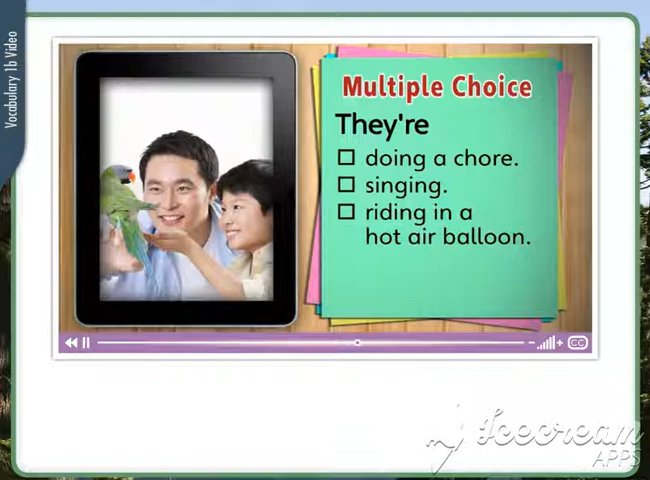 Vocabulary 1b Video
Multiple Choice
They're
doing a chore.
singing.
riding in a
hot air balloon.
CC
Icecream
APPS